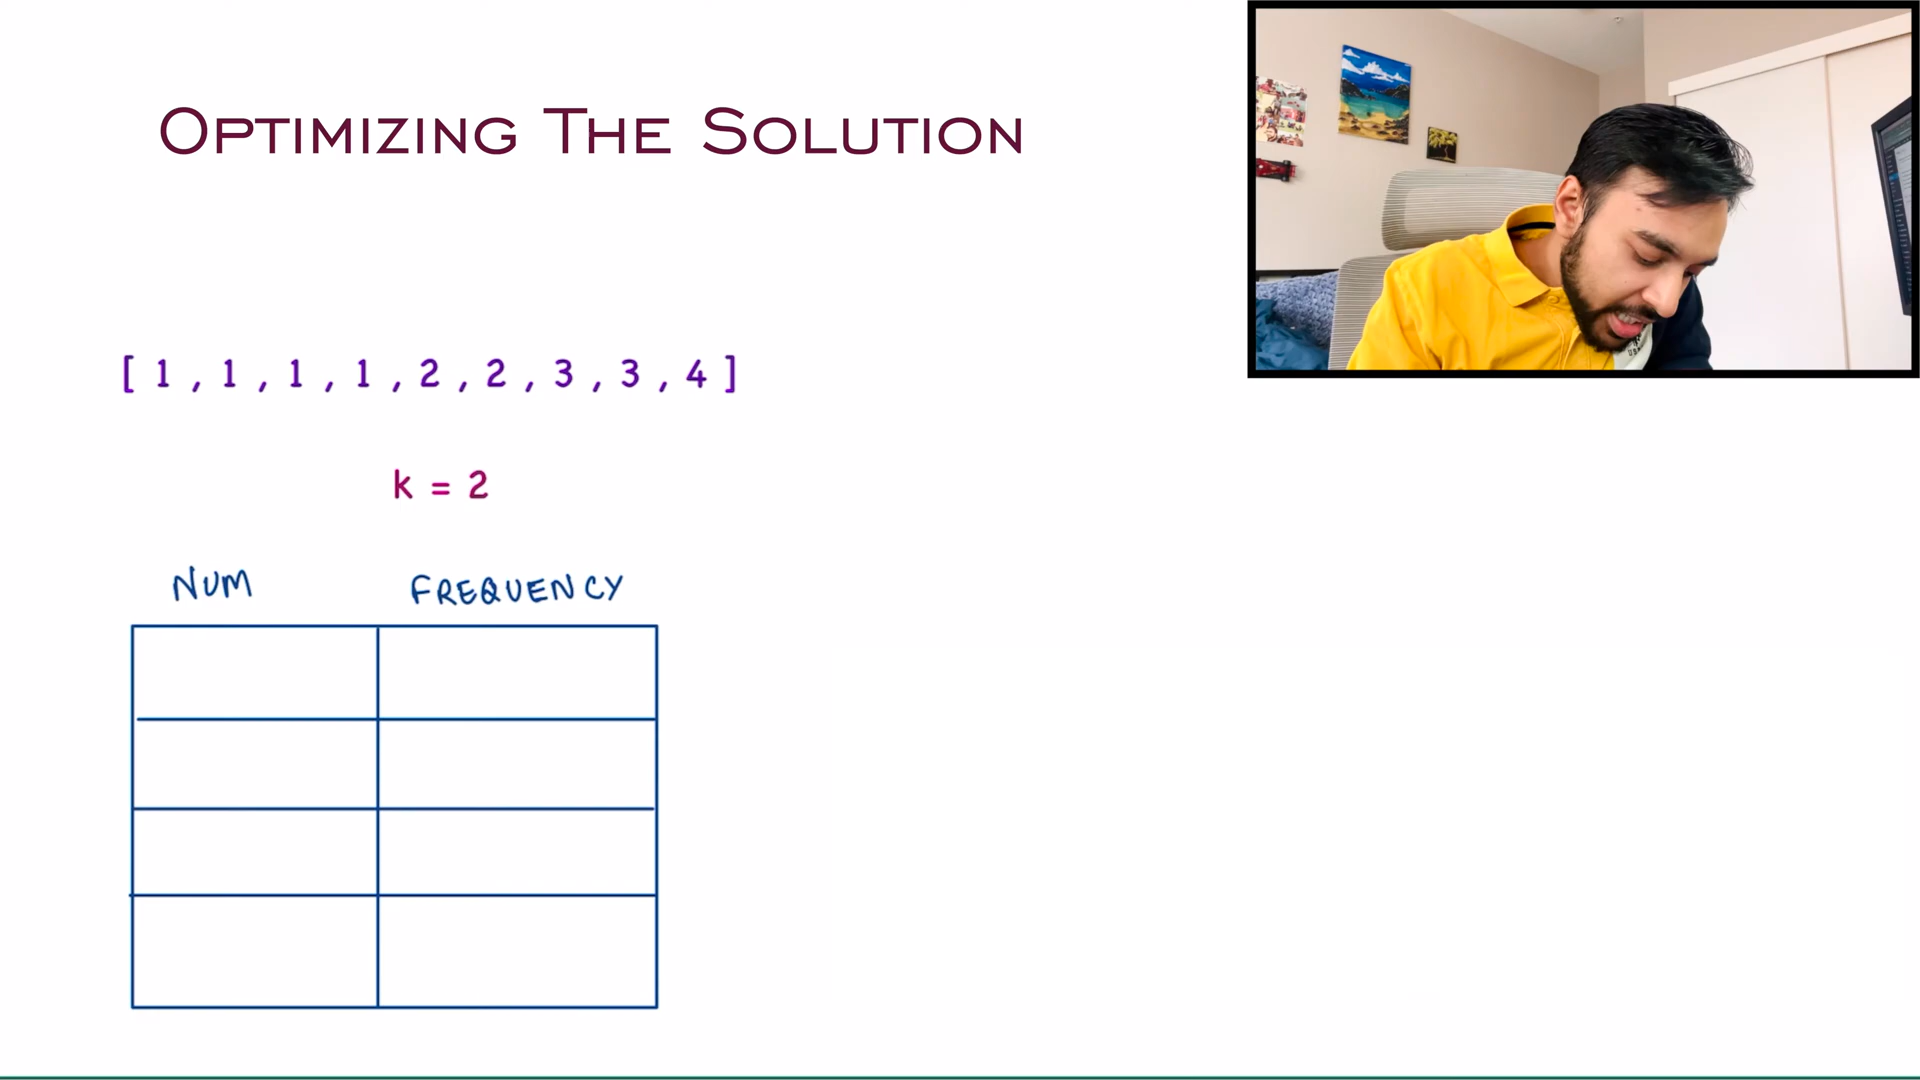 OPTIMIZING THE SOLUTION
[ 1 , 1 , 1 , 1 , 2 , 2 , 3 , 3 , 4 ]
k = 2
NUM FREQUENCY